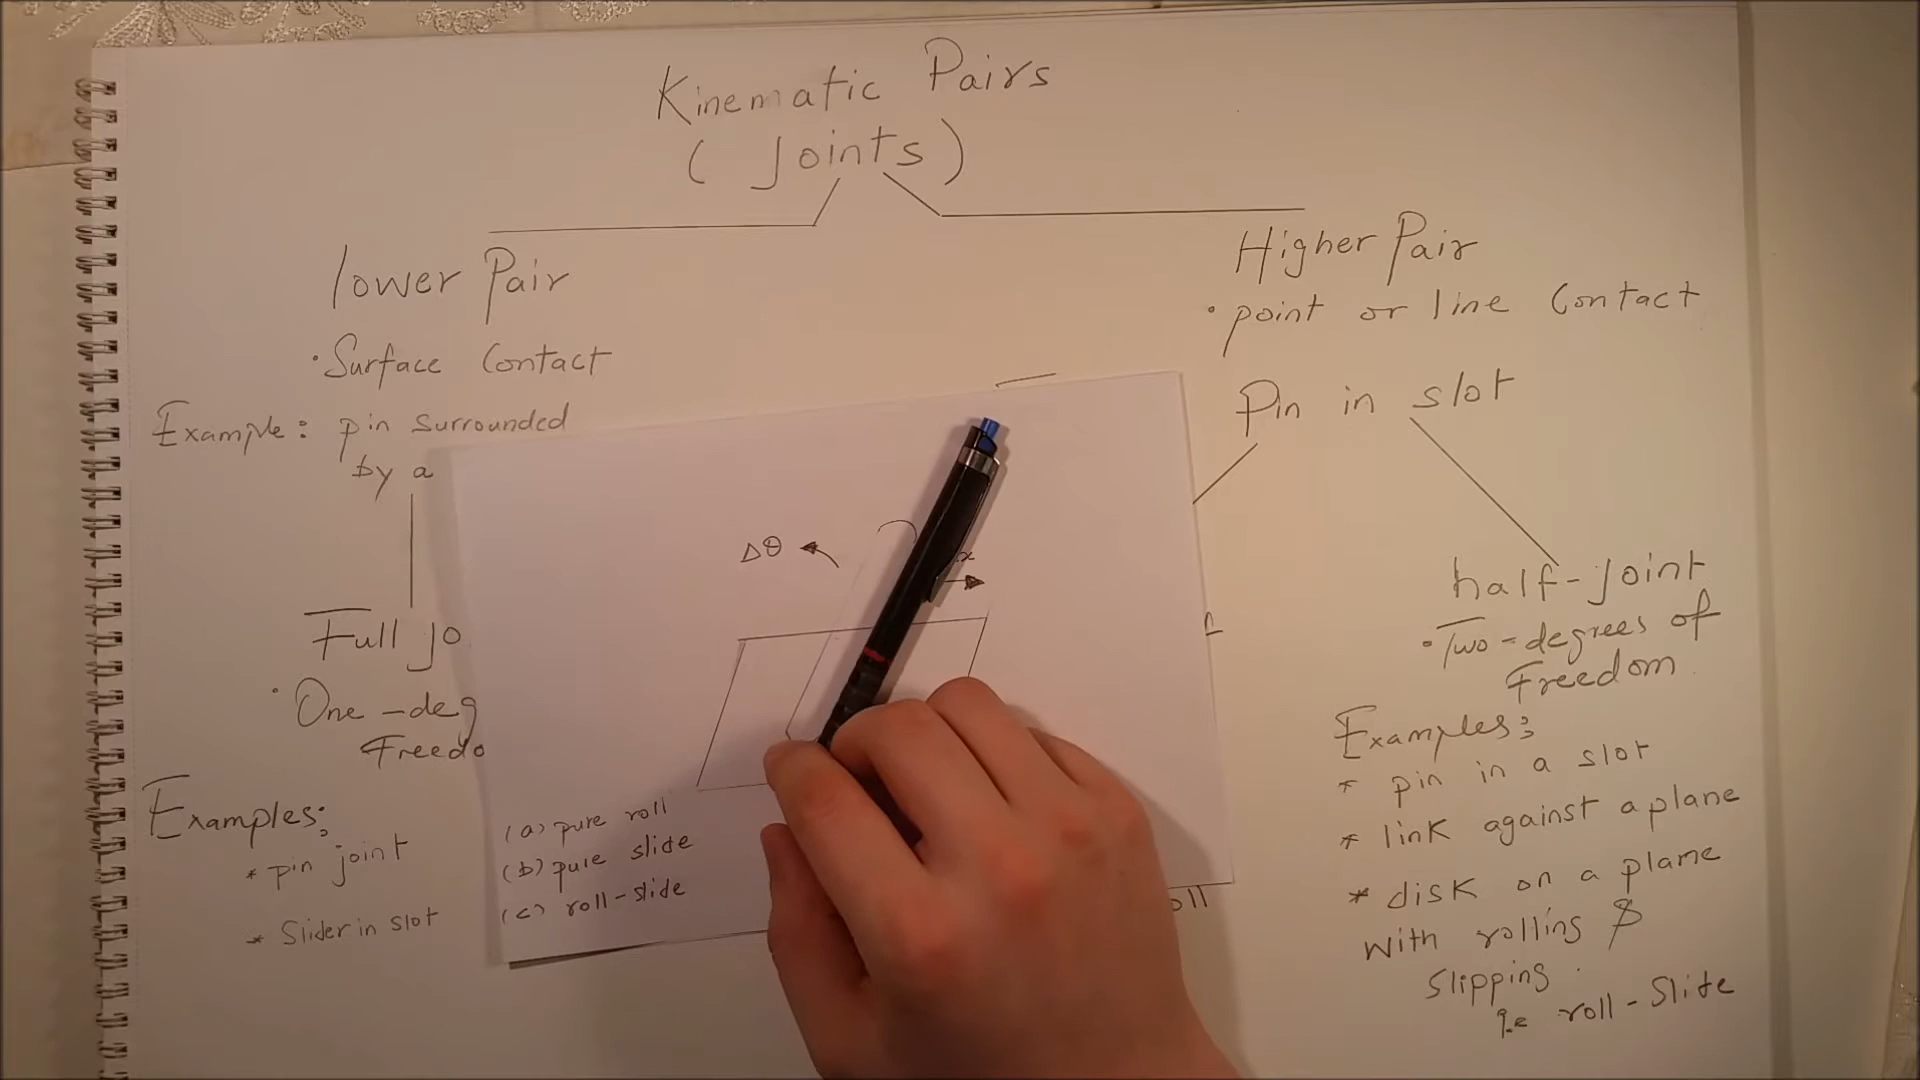 Kinematic Pairs
(Joints)
lower Pair
• Surface Contact
Example: pin surrounded
by a
Full jo
• One-deg
Freedo
Examples:
* pin joint
* Slider in slot
Δθ
x
(a) pure roll
(b) pure slide
(c) roll-slide
oll
Higher Pair
• point or line Contact
Pin in slot
half-joint
• Two-degrees of
Freedom
Examples:
* pin in a slot
* link against a plane
* disk on a plane
with rolling &
slipping.
i.e roll-Slide